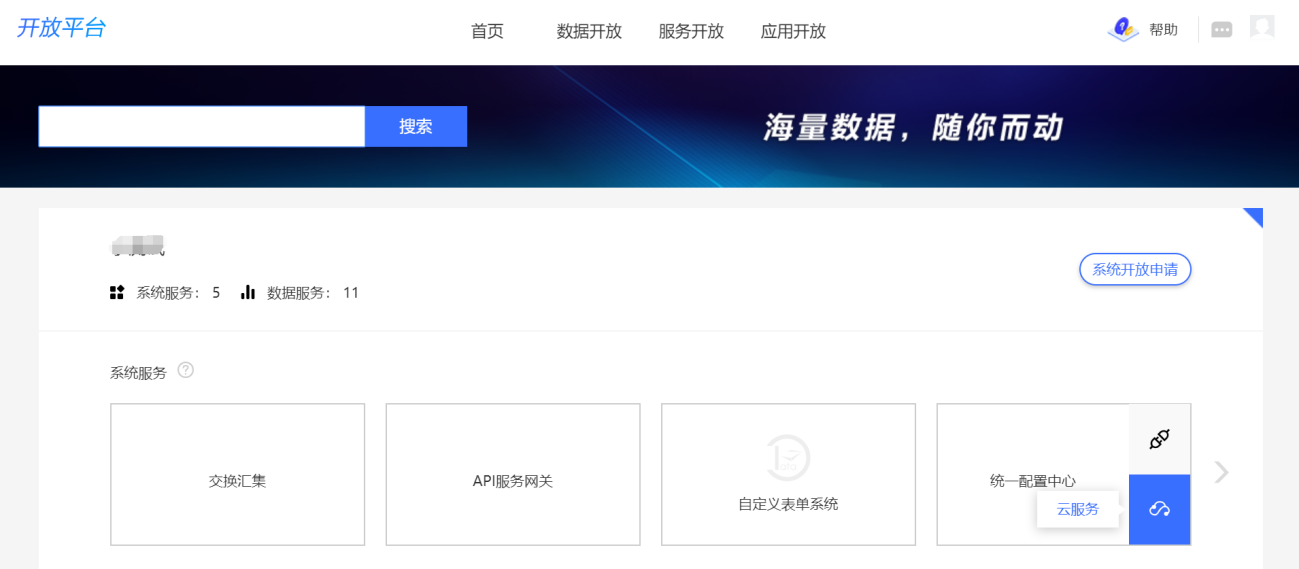 开放平台
首页 数据开放 服务开放 应用开放
帮助
搜索
海量数据，随你而动
系统服务： 5 数据服务： 11
系统开放申请
系统服务 ?
交换汇集
API服务网关
自定义表单系统
统一配置中心
云服务